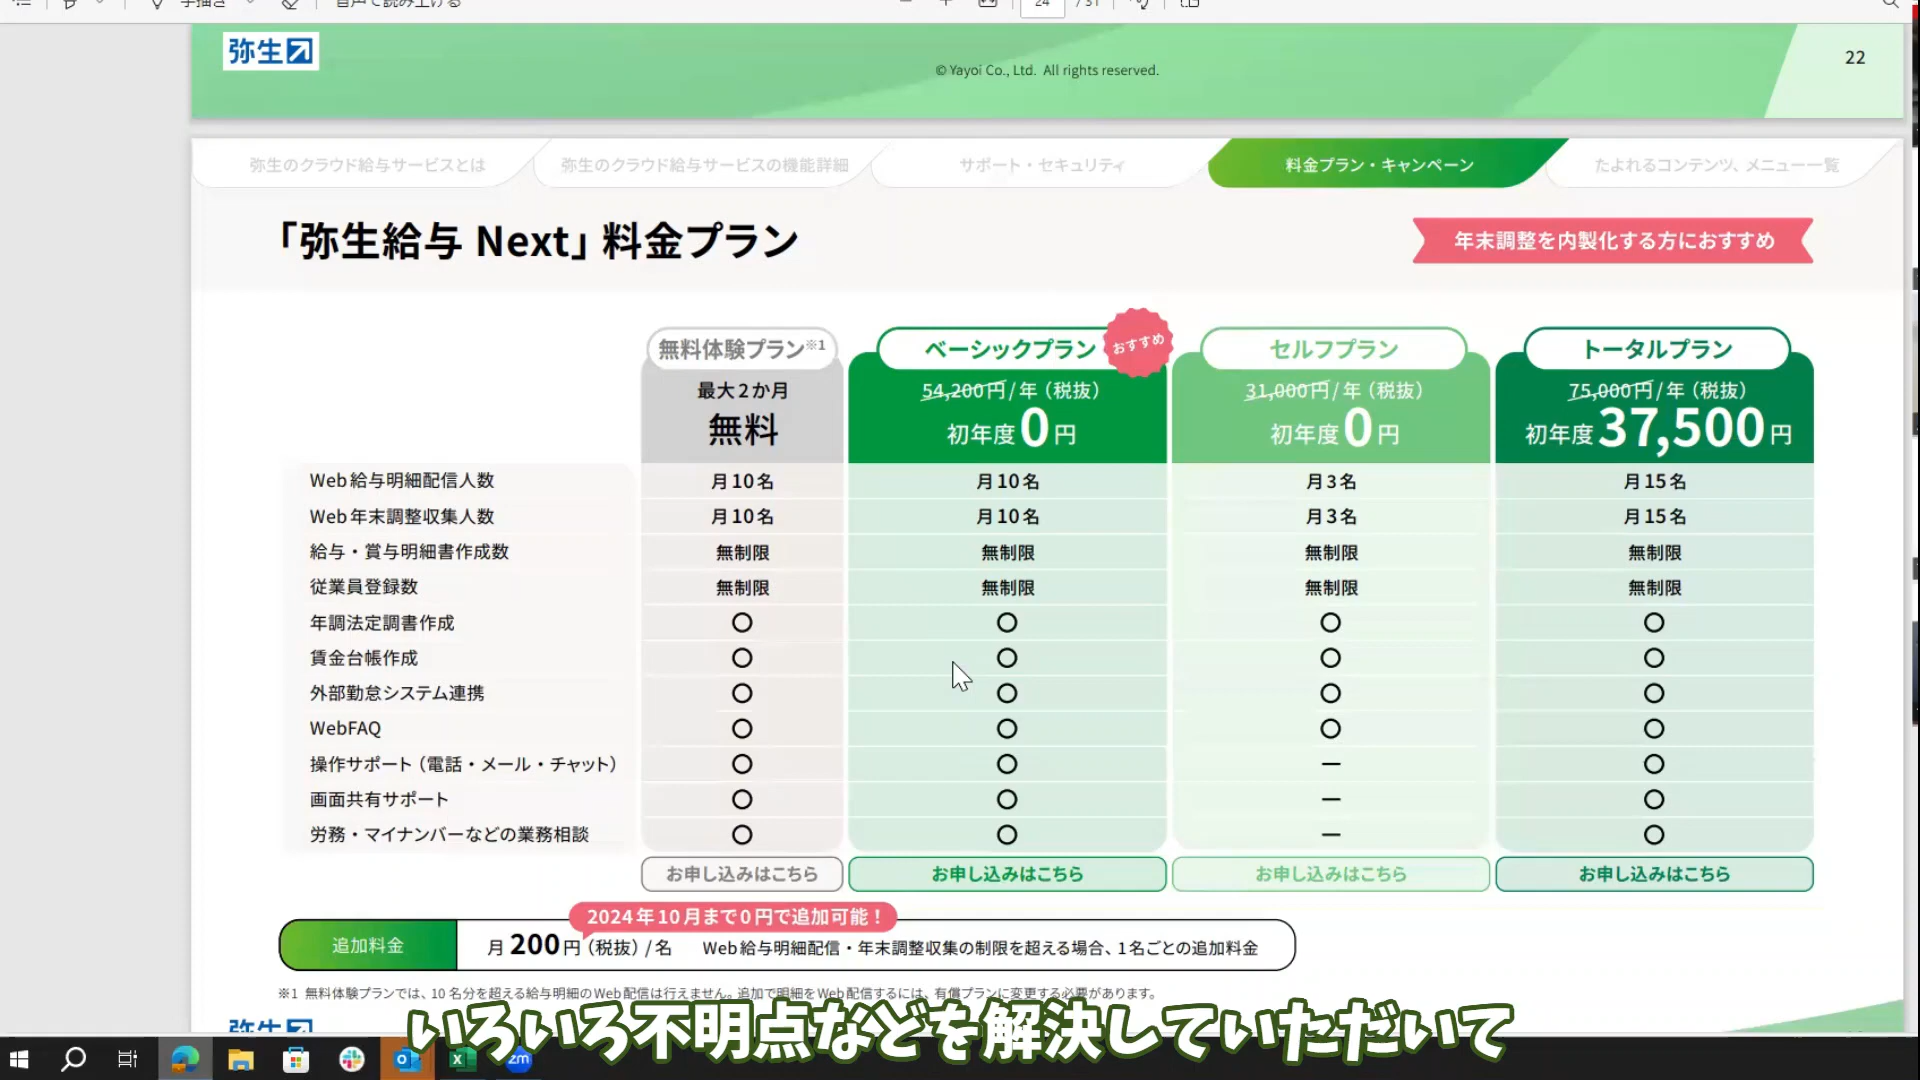 手描き
音声で読み上げる
24 / 31
弥生
© Yayoi Co., Ltd. All rights reserved.
22
弥生のクラウド給与サービスとは
弥生のクラウド給与サービスの機能詳細
サポート・セキュリティ
料金プラン・キャンペーン
たよれるコンテンツ、メニュー一覧
「弥生給与 Next」料金プラン
年末調整を内製化する方におすすめ
無料体験プラン※1 ベーシックプラン おすすめ セルフプラン トータルプラン
最大2か月 54,200円/年（税抜） 31,000円/年（税抜） 75,000円/年（税抜）
無料 初年度0円 初年度0円 初年度37,500円
Web給与明細配信人数 月10名 月10名 月3名 月15名
Web年末調整収集人数 月10名 月10名 月3名 月15名
給与・賞与明細書作成数 無制限 無制限 無制限 無制限
従業員登録数 無制限 無制限 無制限 無制限
年調法定調書作成 〇 〇 〇 〇
賃金台帳作成 〇 〇 〇 〇
外部勤怠システム連携 〇 〇 〇 〇
WebFAQ 〇 〇 〇 〇
操作サポート（電話・メール・チャット） 〇 〇 ー 〇
画面共有サポート 〇 〇 ー 〇
労務・マイナンバーなどの業務相談 〇 〇 ー 〇
お申し込みはこちら お申し込みはこちら お申し込みはこちら お申し込みはこちら
2024年10月まで0円で追加可能！
追加料金 月200円（税抜）/名 Web給与明細配信・年末調整収集の制限を超える場合、1名ごとの追加料金
※1 無料体験プランでは、10名分を超える給与明細のWeb配信は行えません。追加で明細をWeb配信するには、有償プランに変更する必要があります。
弥生
いろいろ不明点などを解決していただいて
zm